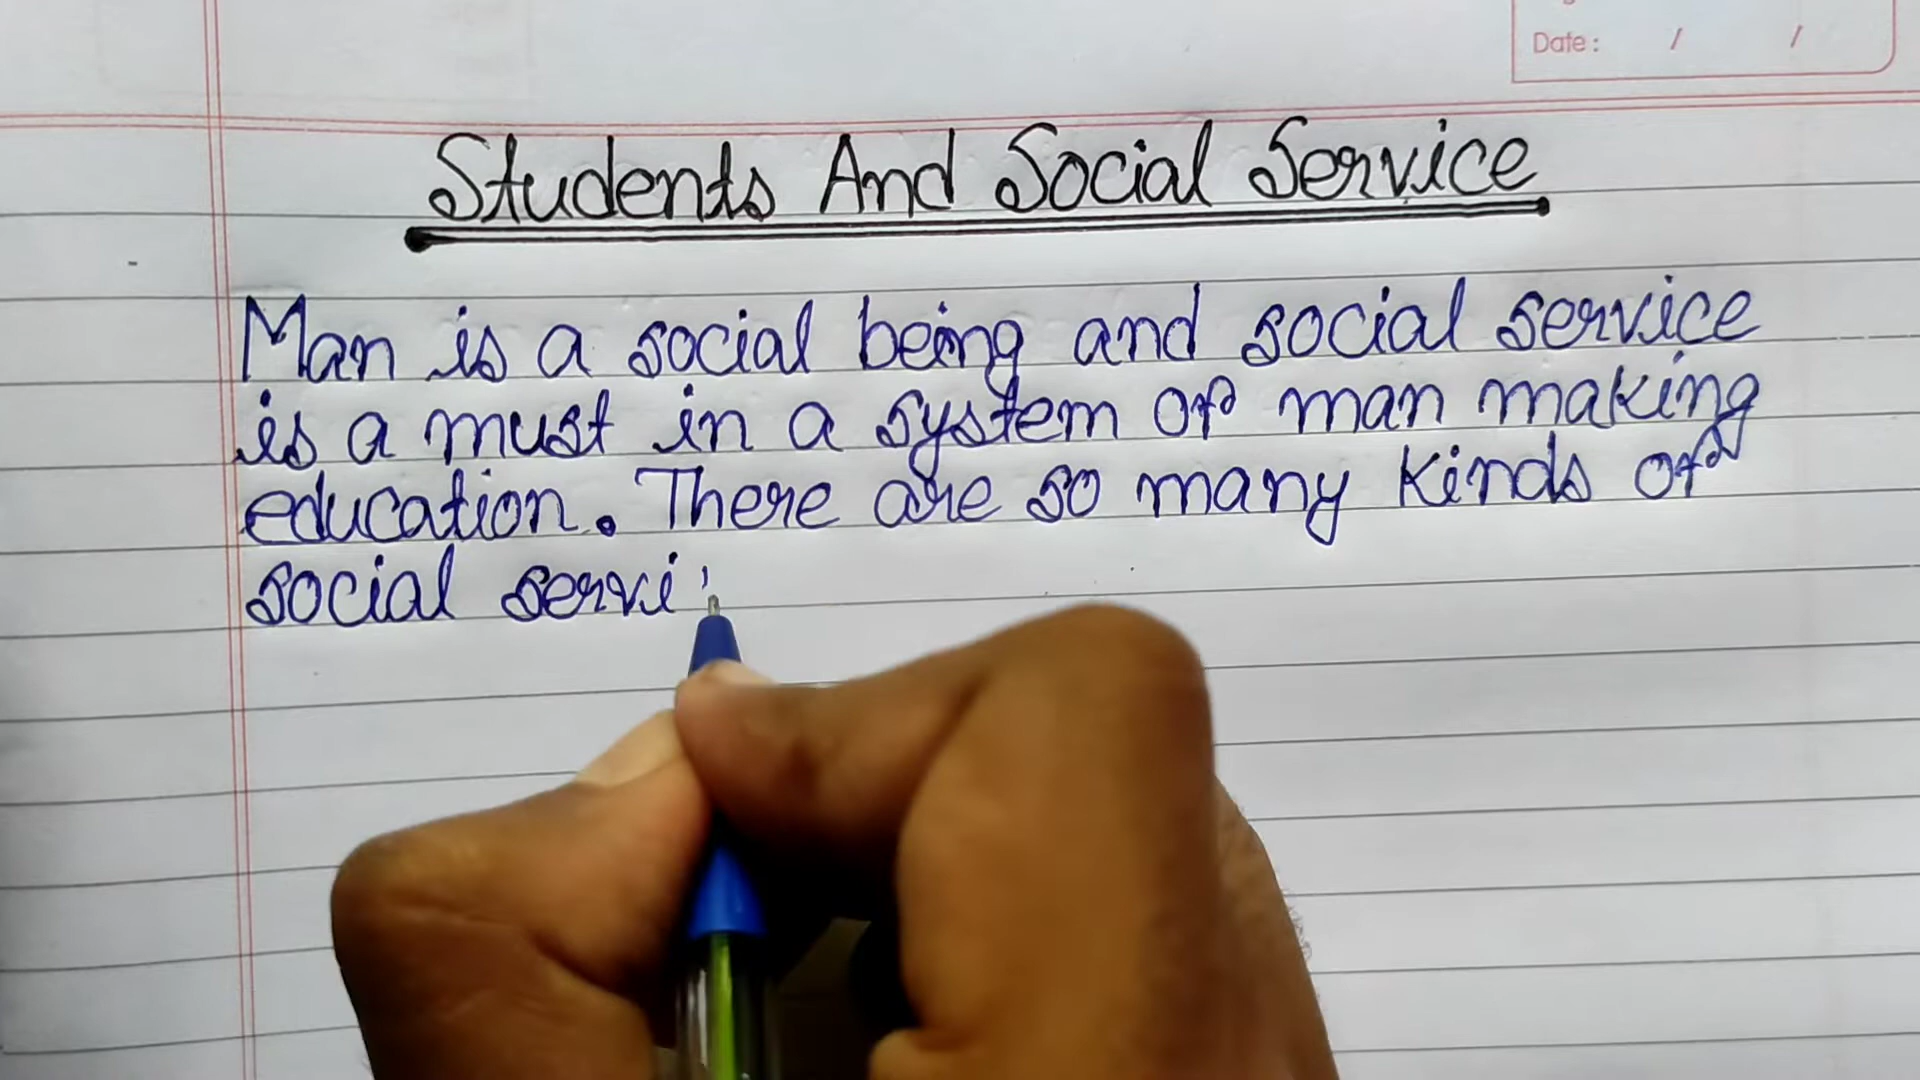 Date: / /
Students And Social Service
Man is a social being and social service
is a must in a system of man making
education. There are so many kinds of
social servi